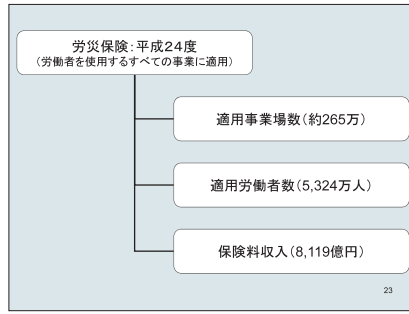 労災保険:平成24度
(労働者を使用するすべての事業に適用)
適用事業場数(約265万)
適用労働者数(5,324万人)
保険料収入(8,119億円)
23